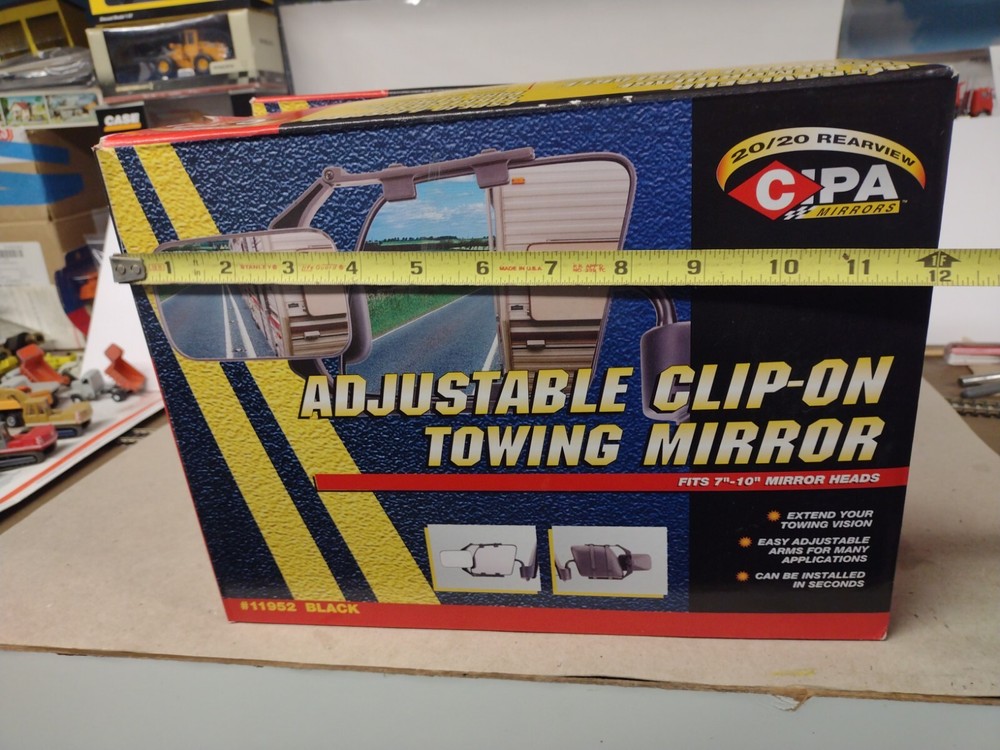 CASE
20/20 REARVIEW
CIPA
MIRRORS
1 2 3 4 5 6 MADE IN U.S.A. 7 8 9 10 11 1F 12
ADJUSTABLE CLIP-ON
TOWING MIRROR
FITS 7"-10" MIRROR HEADS
EXTEND YOUR
TOWING VISION
EASY ADJUSTABLE
ARMS FOR MANY
APPLICATIONS
CAN BE INSTALLED
IN SECONDS
#11952 BLACK